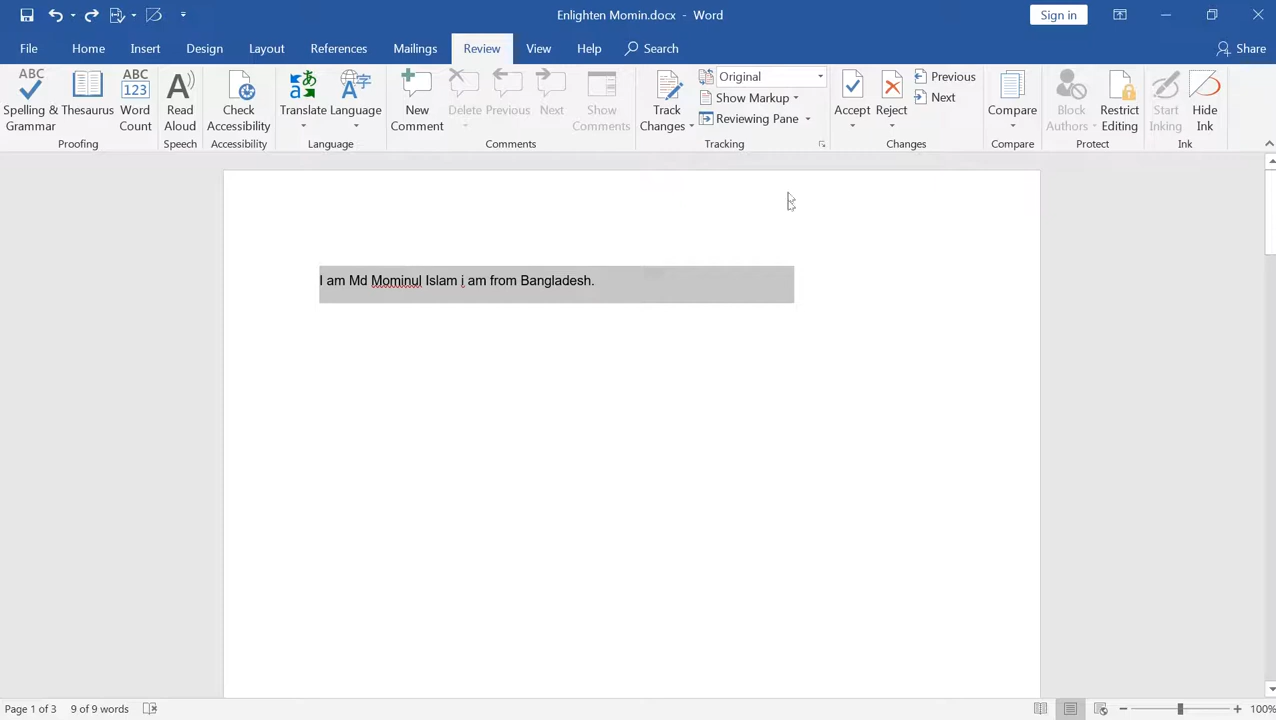 Enlighten Momin.docx - Word
Sign in
File Home Insert Design Layout References Mailings Review View Help Search Share
ABC
Spelling & Grammar
Thesaurus
ABC
123
Word Count
Proofing
Read Aloud
Speech
Check Accessibility
Accessibility
Translate
Language
Language
New Comment
Delete
Previous
Next
Show Comments
Comments
Track Changes
Original
Show Markup
Reviewing Pane
Tracking
Accept
Reject
Previous
Next
Changes
Compare
Compare
Block Authors
Restrict Editing
Protect
Start Inking
Hide Ink
Ink
I am Md Mominul Islam i am from Bangladesh.
Page 1 of 3 9 of 9 words 100%